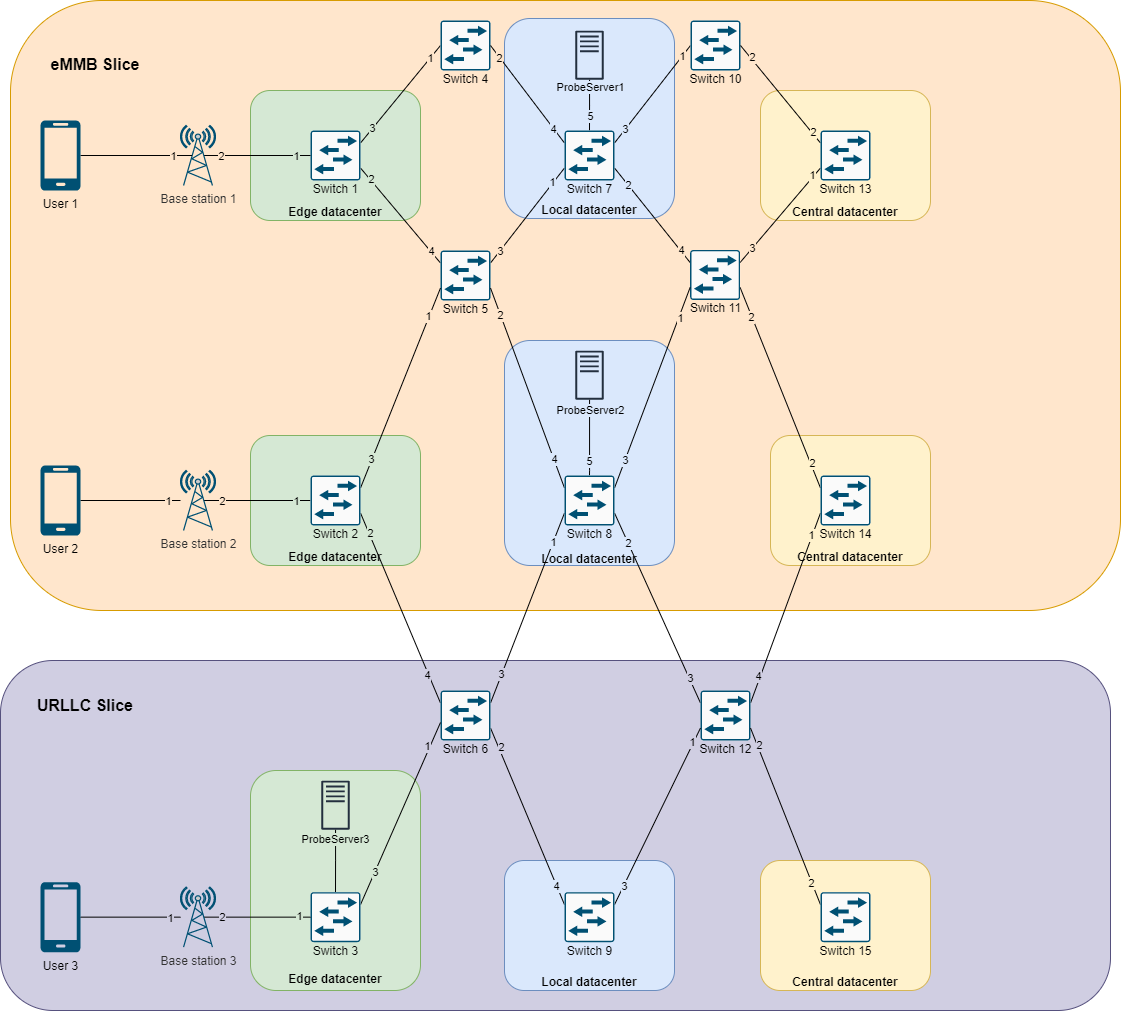 Switch 4
ProbeServer1
Switch 10
eMMB Slice
1
2
1
2
5
3
4
3
2
User 1
1
2
Base station 1
1
Switch 1
2
Edge datacenter
1
Switch 7
2
Local datacenter
1
Switch 13
Central datacenter
4
3
Switch 5
1
2
4
3
Switch 11
1
2
ProbeServer2
3
4
5
3
2
User 2
1
2
Base station 2
1
Switch 2
2
Edge datacenter
Switch 8
1
2
Local datacenter
Switch 14
1
Central datacenter
URLLC Slice
4
3
Switch 6
1
2
3
4
Switch 12
1
2
ProbeServer3
3
4
3
2
User 3
1
2
Base station 3
1
Switch 3
Edge datacenter
Switch 9
Local datacenter
Switch 15
Central datacenter